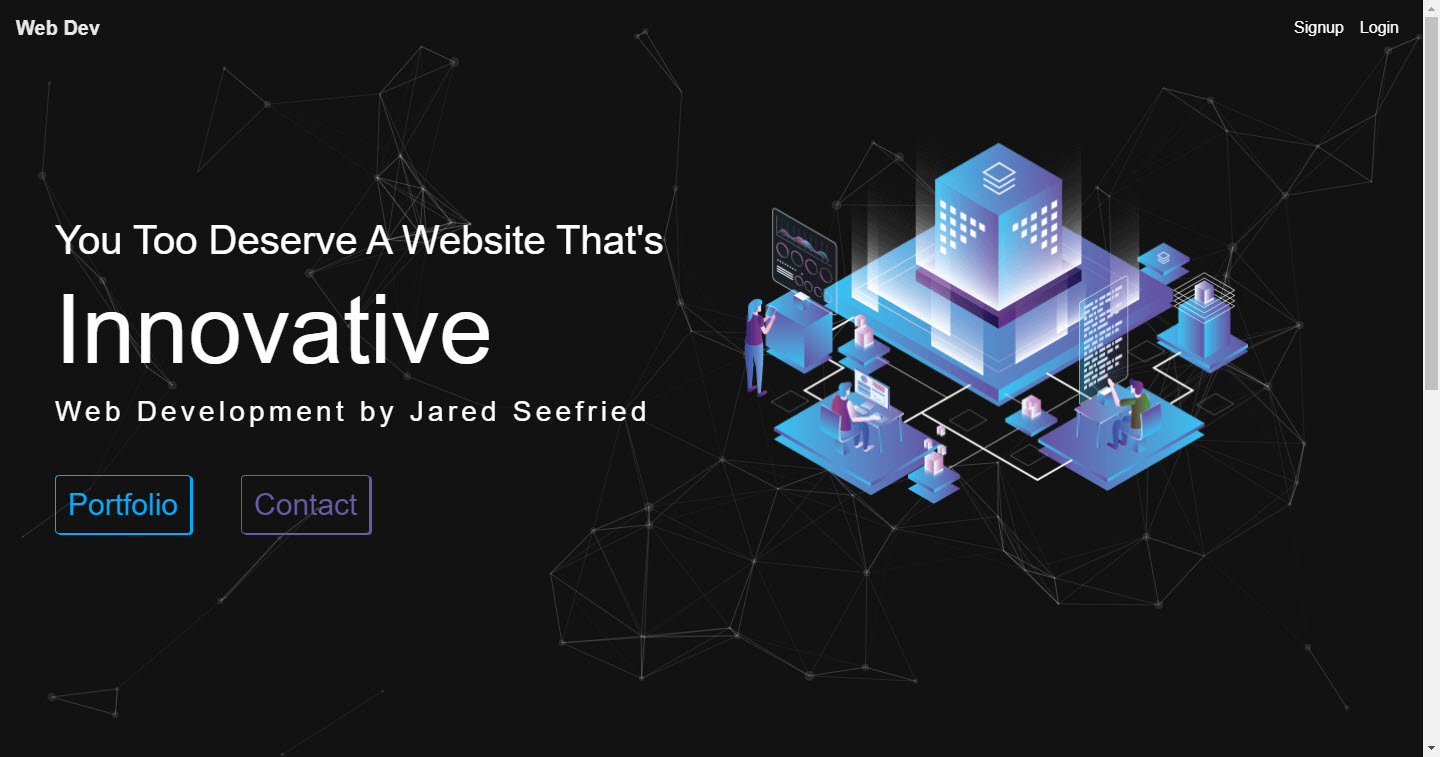 Web Dev
Signup Login
You Too Deserve A Website That's
Innovative
Web Development by Jared Seefried
Portfolio Contact